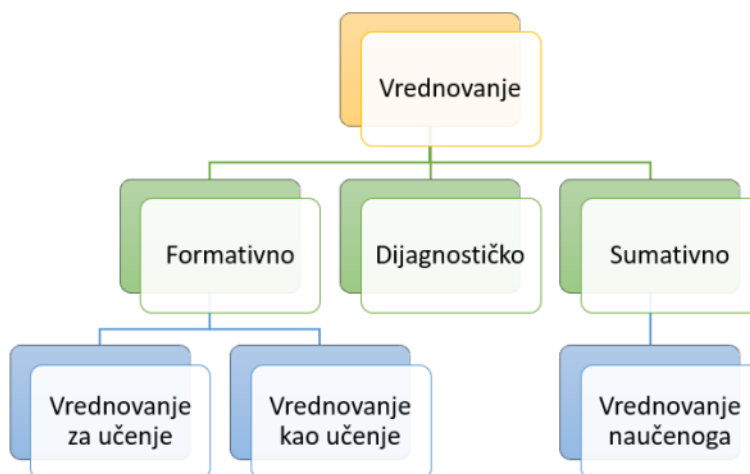 Vrednovanje
Formativno
Dijagnostičko
Sumativno
Vrednovanje
za učenje
Vrednovanje
kao učenje
Vrednovanje
naučenoga